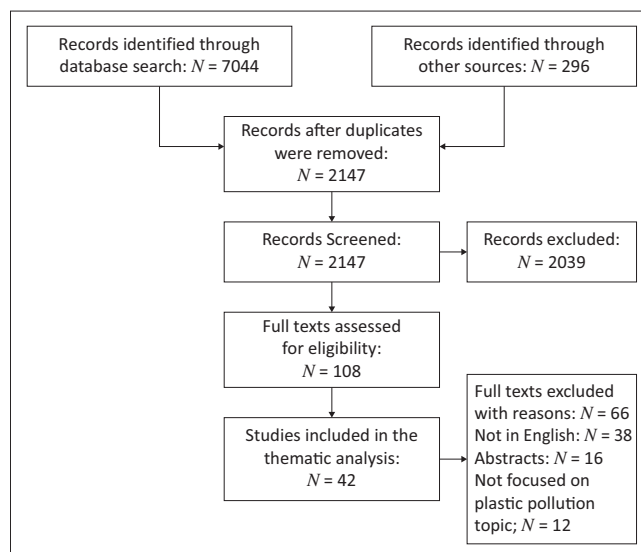 Records identified through
database search: N = 7044
Records identified through
other sources: N = 296
Records after duplicates
were removed:
N = 2147
Records Screened:
N = 2147
Records excluded:
N = 2039
Full texts assessed
for eligibility:
N = 108
Studies included in the
thematic analysis:
N = 42
Full texts excluded
with reasons: N = 66
Not in English: N = 38
Abstracts: N = 16
Not focused on
plastic pollution
topic; N = 12